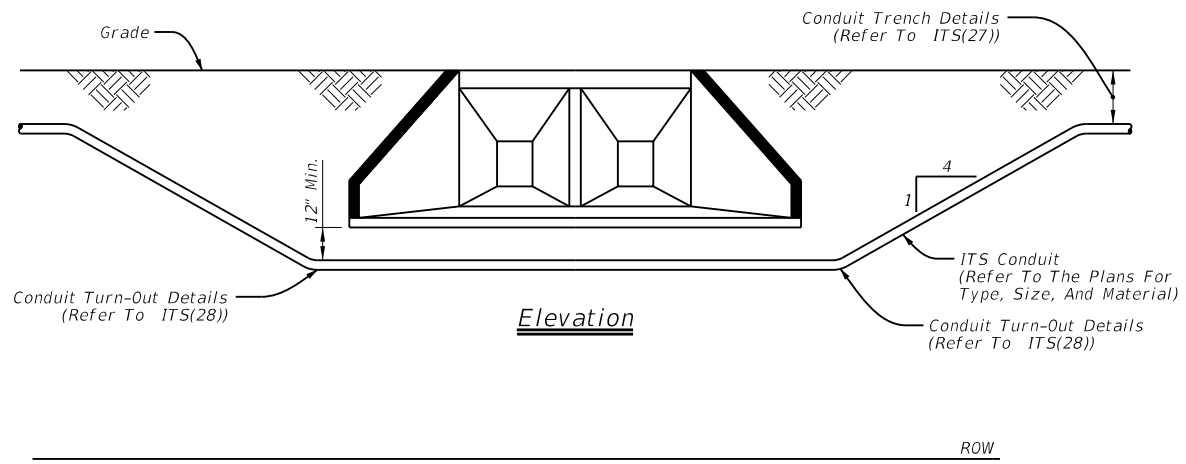 Conduit Trench Details
(Refer To ITS(27))
Grade
12" Min.
4
1
ITS Conduit
(Refer To The Plans For
Type, Size, And Material)
Conduit Turn-Out Details
(Refer To ITS(28))
Elevation
Conduit Turn-Out Details
(Refer To ITS(28))
ROW